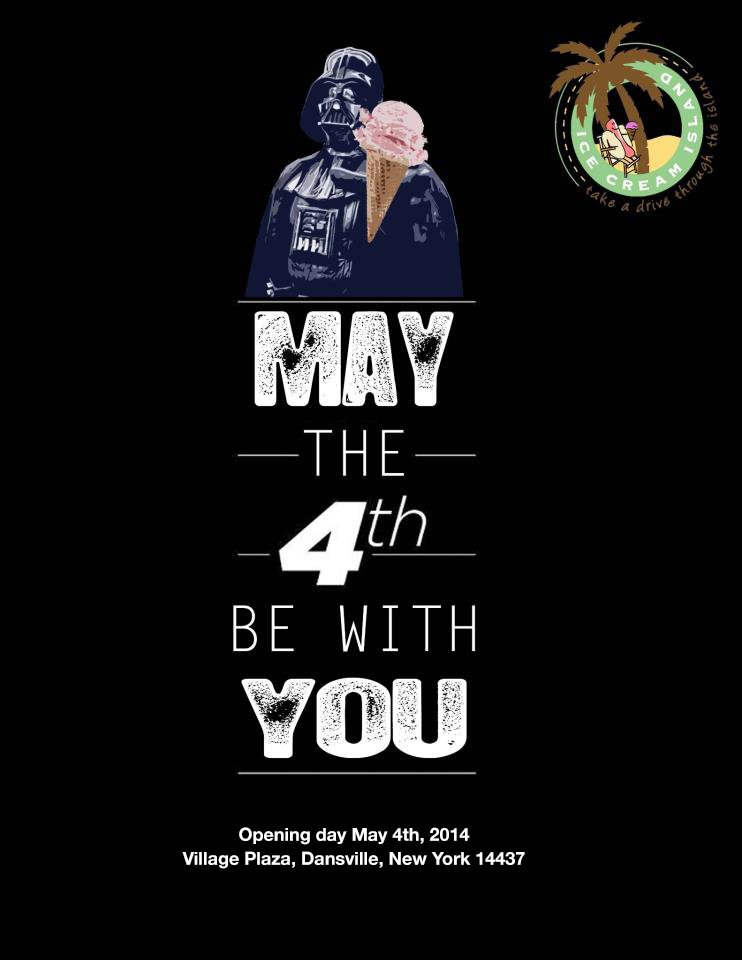 ICE CREAM ISLAND
take a drive through the island
MAY
THE
4th
BE WITH
YOU
Opening day May 4th, 2014
Village Plaza, Dansville, New York 14437